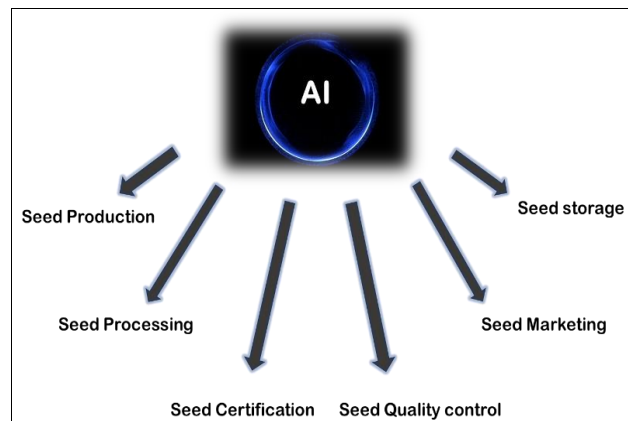 AI
Seed Production
Seed storage
Seed Processing
Seed Marketing
Seed Certification
Seed Quality control